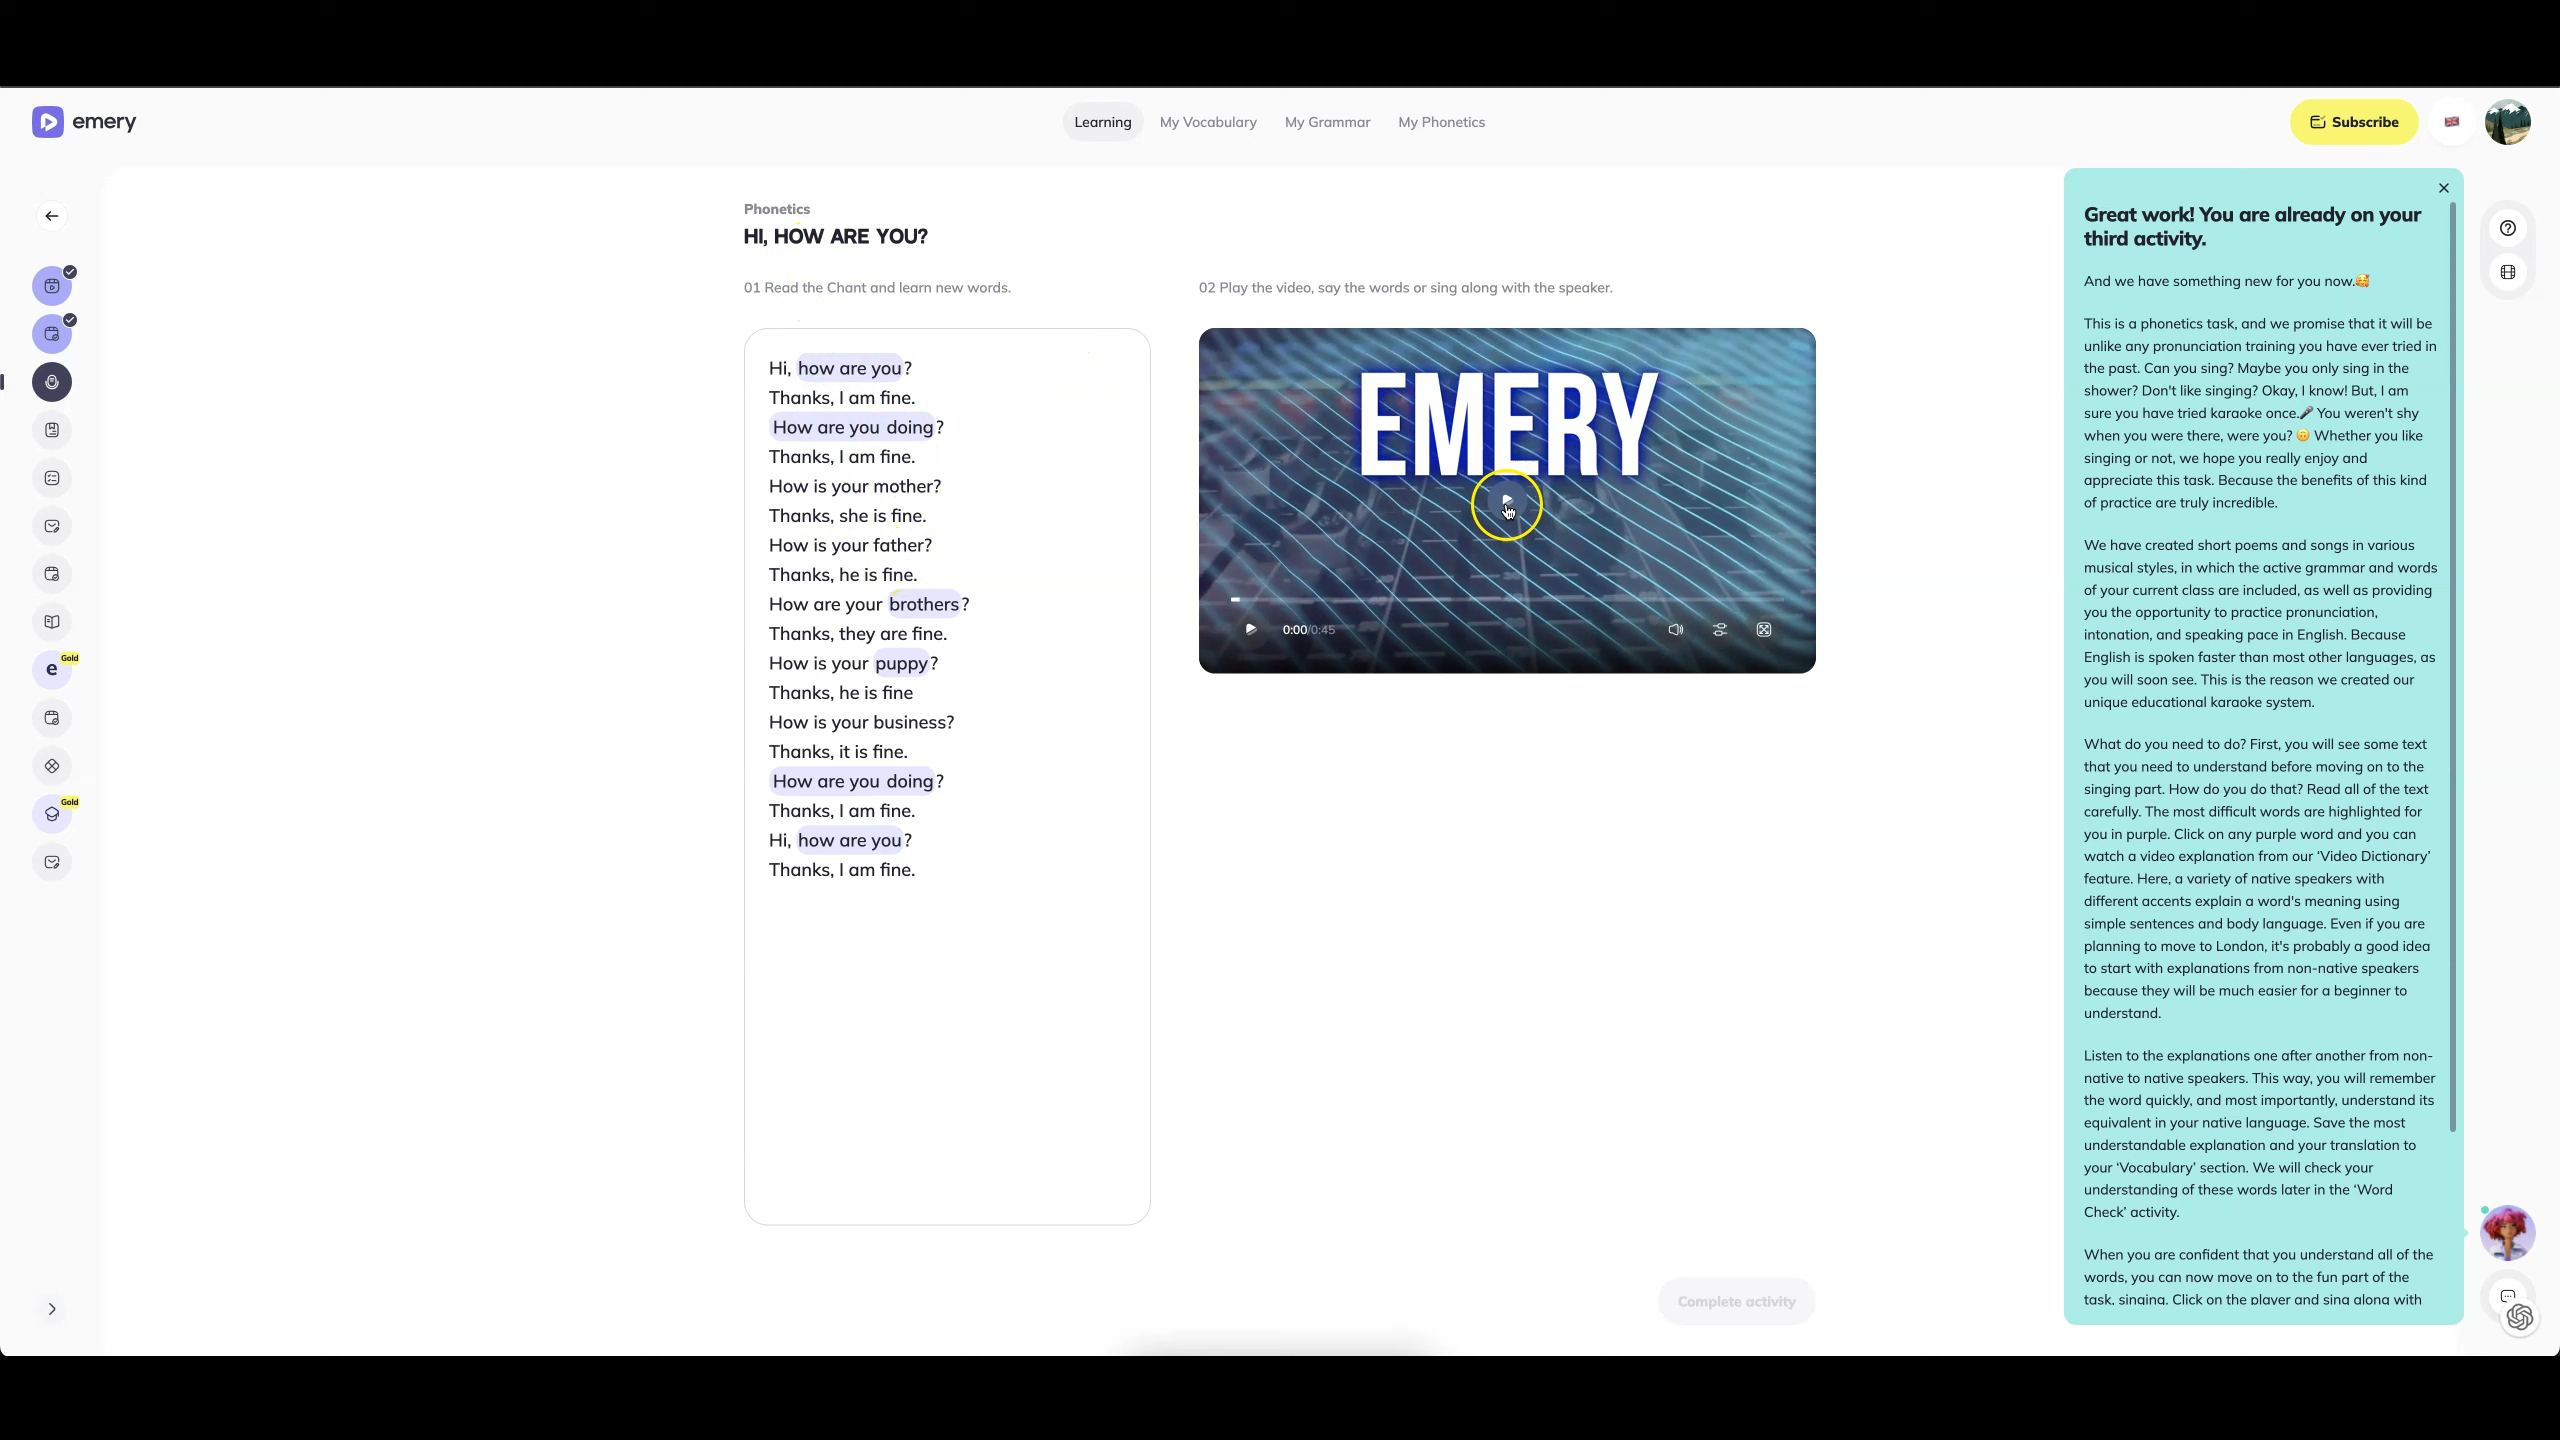 emery
Learning
My Vocabulary
My Grammar
My Phonetics
Subscribe
Phonetics
HI, HOW ARE YOU?
01 Read the Chant and learn new words.
Hi, how are you?
Thanks, I am fine.
How are you doing?
Thanks, I am fine.
How is your mother?
Thanks, she is fine.
How is your father?
Thanks, he is fine.
How are your brothers?
Thanks, they are fine.
How is your puppy?
Thanks, he is fine
How is your business?
Thanks, it is fine.
How are you doing?
Thanks, I am fine.
Hi, how are you?
Thanks, I am fine.
02 Play the video, say the words or sing along with the speaker.
EMERY
0:00/0:45
Complete activity
Gold
e
Gold
Great work! You are already on your
third activity.
And we have something new for you now.🥰
This is a phonetics task, and we promise that it will be
unlike any pronunciation training you have ever tried in
the past. Can you sing? Maybe you only sing in the
shower? Don't like singing? Okay, I know! But, I am
sure you have tried karaoke once.🎤 You weren't shy
when you were there, were you? 🙃 Whether you like
singing or not, we hope you really enjoy and
appreciate this task. Because the benefits of this kind
of practice are truly incredible.
We have created short poems and songs in various
musical styles, in which the active grammar and words
of your current class are included, as well as providing
you the opportunity to practice pronunciation,
intonation, and speaking pace in English. Because
English is spoken faster than most other languages, as
you will soon see. This is the reason we created our
unique educational karaoke system.
What do you need to do? First, you will see some text
that you need to understand before moving on to the
singing part. How do you do that? Read all of the text
carefully. The most difficult words are highlighted for
you in purple. Click on any purple word and you can
watch a video explanation from our ‘Video Dictionary’
feature. Here, a variety of native speakers with
different accents explain a word's meaning using
simple sentences and body language. Even if you are
planning to move to London, it's probably a good idea
to start with explanations from non-native speakers
because they will be much easier for a beginner to
understand.
Listen to the explanations one after another from non-
native to native speakers. This way, you will remember
the word quickly, and most importantly, understand its
equivalent in your native language. Save the most
understandable explanation and your translation to
your ‘Vocabulary’ section. We will check your
understanding of these words later in the ‘Word
Check’ activity.
When you are confident that you understand all of the
words, you can now move on to the fun part of the
task, singing. Click on the player and sing along with